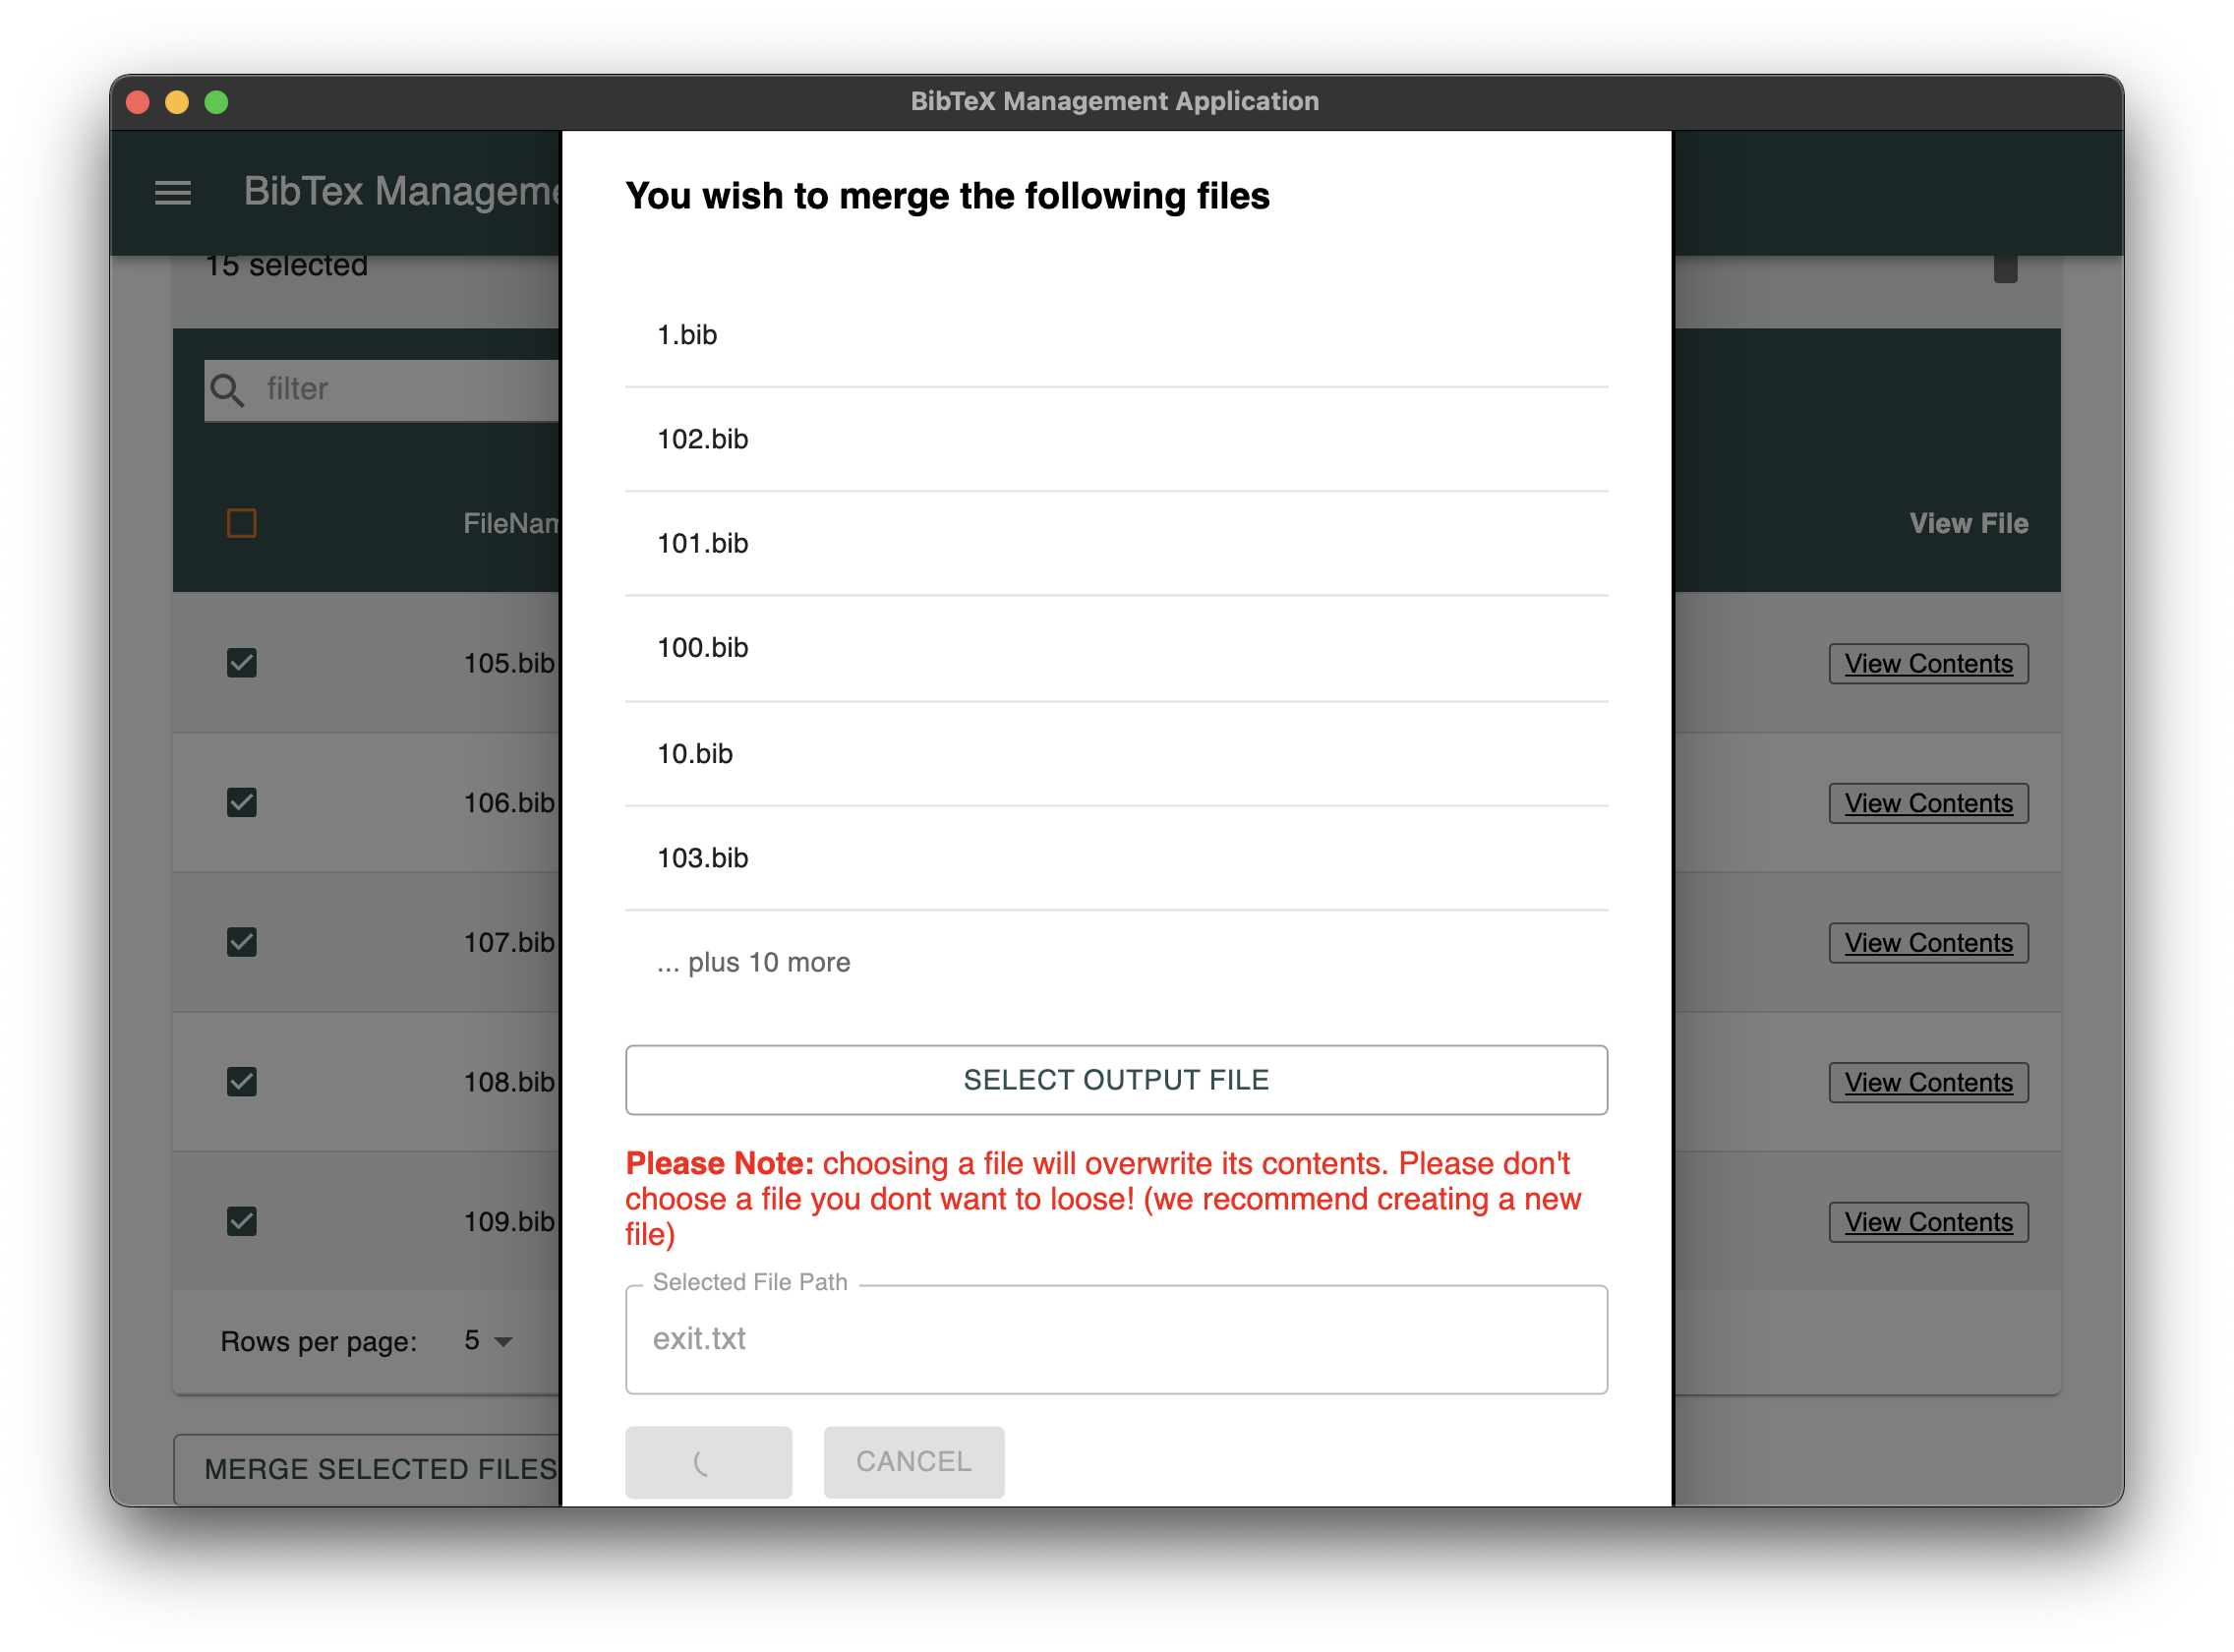 BibTeX Management Application
BibTex Manageme
15 selected
filter
FileNam
View File
105.bib
View Contents
106.bib
View Contents
107.bib
View Contents
108.bib
View Contents
109.bib
View Contents
Rows per page: 5
MERGE SELECTED FILES
You wish to merge the following files
1.bib
102.bib
101.bib
100.bib
10.bib
103.bib
... plus 10 more
SELECT OUTPUT FILE
Please Note: choosing a file will overwrite its contents. Please don't
choose a file you dont want to loose! (we recommend creating a new
file)
Selected File Path
exit.txt
CANCEL